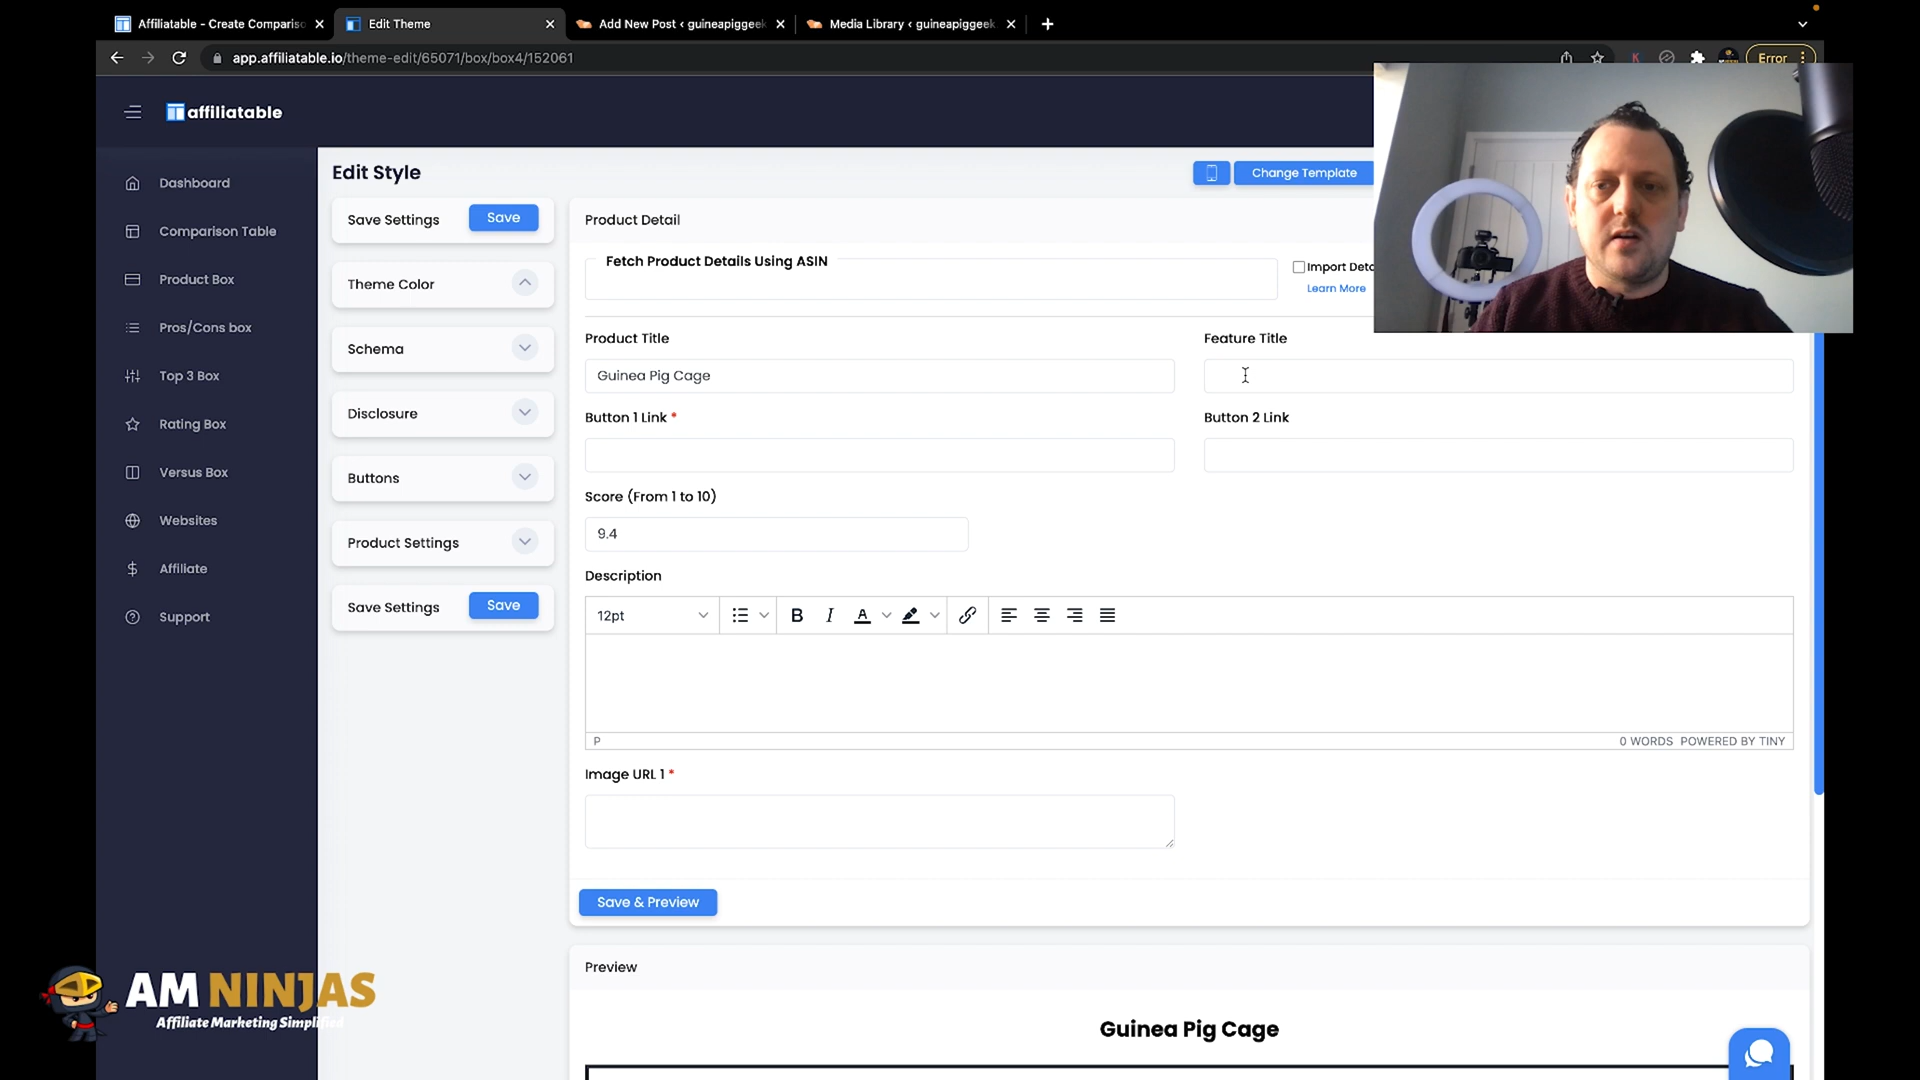 Affiliatable - Create Compariso
Edit Theme
Add New Post ‹ guineapiggeek
Media Library ‹ guineapiggeek
app.affiliatable.io/theme-edit/65071/box/box4/152061
Error
affiliatable
Edit Style
Change Template
Dashboard
Comparison Table
Product Box
Pros/Cons box
Top 3 Box
Rating Box
Versus Box
Websites
Affiliate
Support
Save Settings
Save
Theme Color
Schema
Disclosure
Buttons
Product Settings
Save Settings
Save
Product Detail
Fetch Product Details Using ASIN
Import Deta
Learn More
Product Title
Feature Title
Guinea Pig Cage
Button 1 Link *
Button 2 Link
Score (From 1 to 10)
9.4
Description
12pt
B I A
P
0 WORDS POWERED BY TINY
Image URL 1 *
Save & Preview
Preview
Guinea Pig Cage
AM NINJAS
Affiliate Marketing Simplified